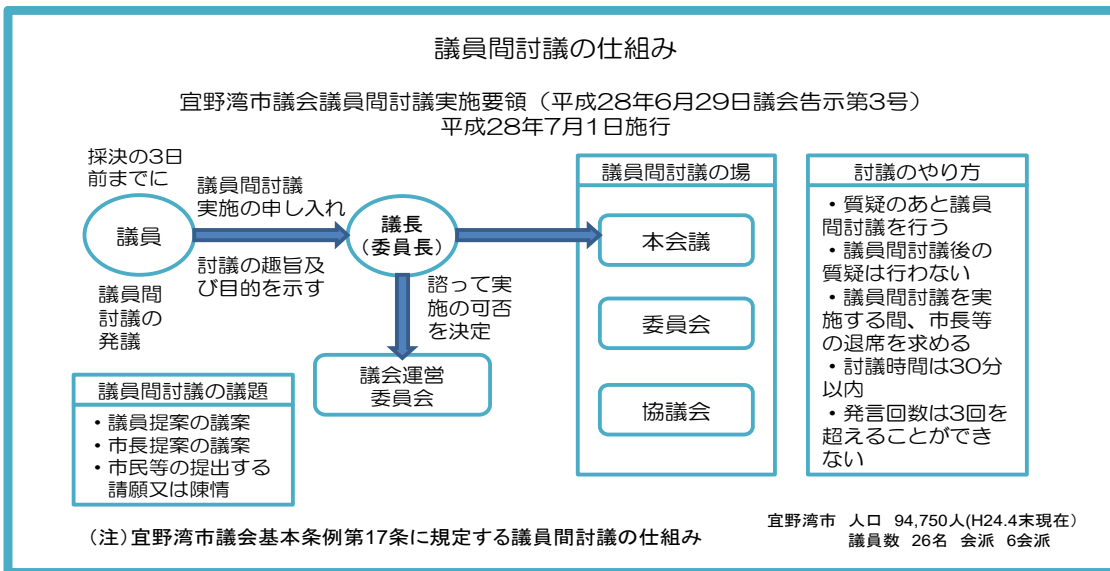 議員間討議の仕組み
宜野湾市議会議員間討議実施要領（平成28年6月29日議会告示第3号）
平成28年7月1日施行
採決の3日
前までに
議員
議員間
討議の
発議
議員間討議
実施の申し入れ
討議の趣旨及
び目的を示す
議長
（委員長）
諮って実
施の可否
を決定
議会運営
委員会
議員間討議の議題
・議員提案の議案
・市長提案の議案
・市民等の提出する
請願又は陳情
議員間討議の場
本会議
委員会
協議会
討議のやり方
・質疑のあと議員
間討議を行う
・議員間討議後の
質疑は行わない
・議員間討議を実
施する間、市長等
の退席を求める
・討議時間は30分
以内
・発言回数は3回を
超えることができ
ない
（注）宜野湾市議会基本条例第17条に規定する議員間討議の仕組み
宜野湾市 人口 94,750人(H24.4末現在）
議員数 26名 会派 6会派